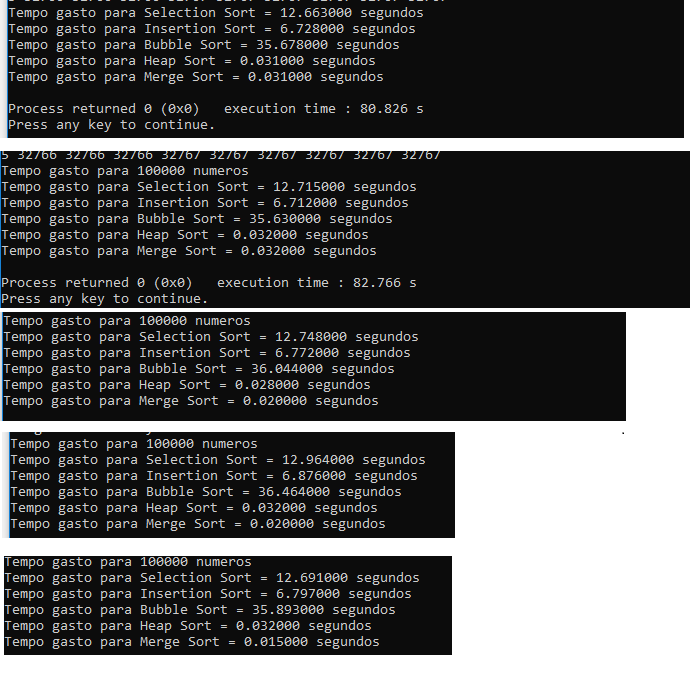 Tempo gasto para Selection Sort = 12.663000 segundos
Tempo gasto para Insertion Sort = 6.728000 segundos
Tempo gasto para Bubble Sort = 35.678000 segundos
Tempo gasto para Heap Sort = 0.031000 segundos
Tempo gasto para Merge Sort = 0.031000 segundos
Process returned 0 (0x0)   execution time : 80.826 s
Press any key to continue.
5 32766 32766 32766 32767 32767 32767 32767 32767 32767
Tempo gasto para 100000 numeros
Tempo gasto para Selection Sort = 12.715000 segundos
Tempo gasto para Insertion Sort = 6.712000 segundos
Tempo gasto para Bubble Sort = 35.630000 segundos
Tempo gasto para Heap Sort = 0.032000 segundos
Tempo gasto para Merge Sort = 0.032000 segundos
Process returned 0 (0x0)   execution time : 82.766 s
Press any key to continue.
Tempo gasto para 100000 numeros
Tempo gasto para Selection Sort = 12.748000 segundos
Tempo gasto para Insertion Sort = 6.772000 segundos
Tempo gasto para Bubble Sort = 36.044000 segundos
Tempo gasto para Heap Sort = 0.028000 segundos
Tempo gasto para Merge Sort = 0.020000 segundos
Tempo gasto para 100000 numeros
Tempo gasto para Selection Sort = 12.964000 segundos
Tempo gasto para Insertion Sort = 6.876000 segundos
Tempo gasto para Bubble Sort = 36.464000 segundos
Tempo gasto para Heap Sort = 0.032000 segundos
Tempo gasto para Merge Sort = 0.020000 segundos
Tempo gasto para 100000 numeros
Tempo gasto para Selection Sort = 12.691000 segundos
Tempo gasto para Insertion Sort = 6.797000 segundos
Tempo gasto para Bubble Sort = 35.893000 segundos
Tempo gasto para Heap Sort = 0.032000 segundos
Tempo gasto para Merge Sort = 0.015000 segundos